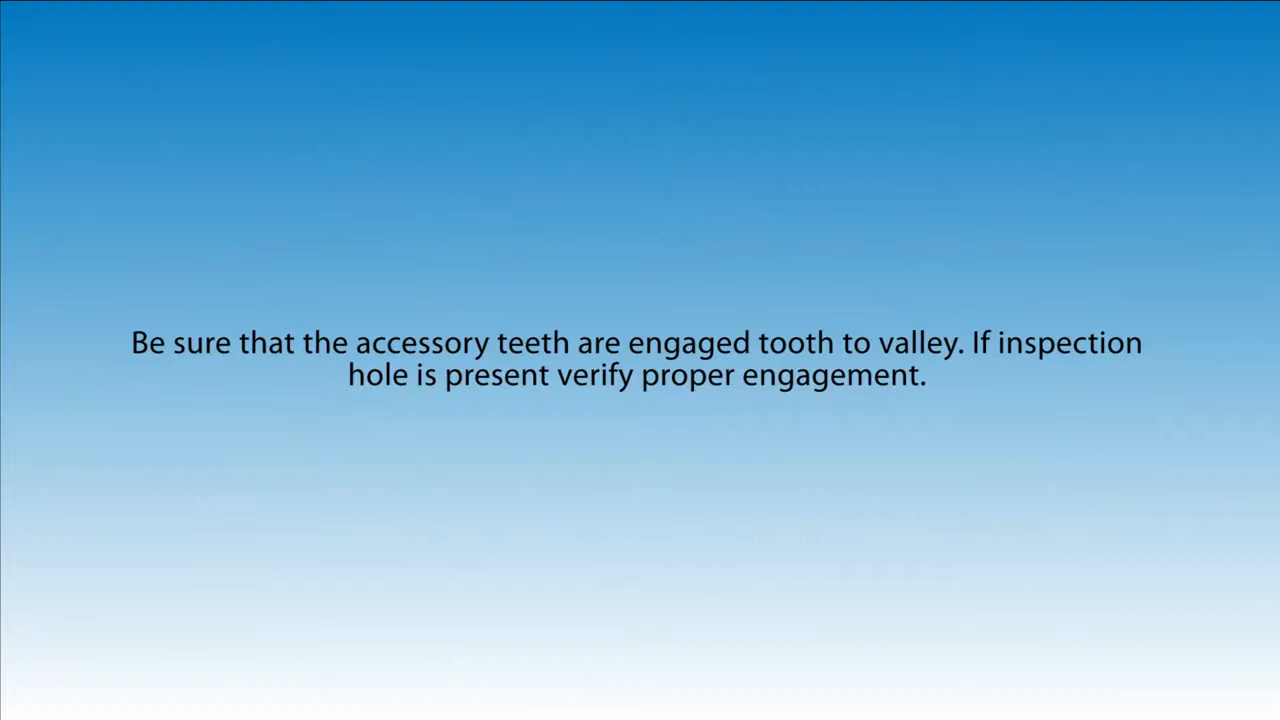 Be sure that the accessory teeth are engaged tooth to valley. If inspection
hole is present verify proper engagement.